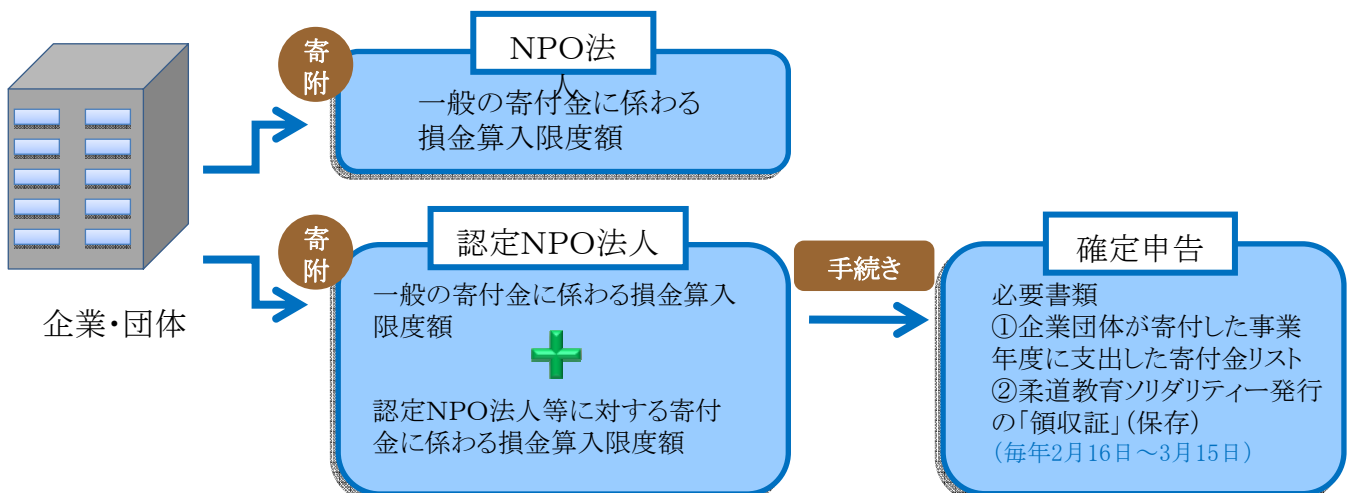 寄
附
NPO法
人
一般の寄付金に係わる
損金算入限度額
企業・団体
寄
附
認定NPO法人
一般の寄付金に係わる損金算入
限度額
認定NPO法人等に対する寄付
金に係わる損金算入限度額
手続き
確定申告
必要書類
①企業団体が寄付した事業
年度に支出した寄付金リスト
②柔道教育ソリダリティー発行
の「領収証」(保存)
(毎年2月16日～3月15日)